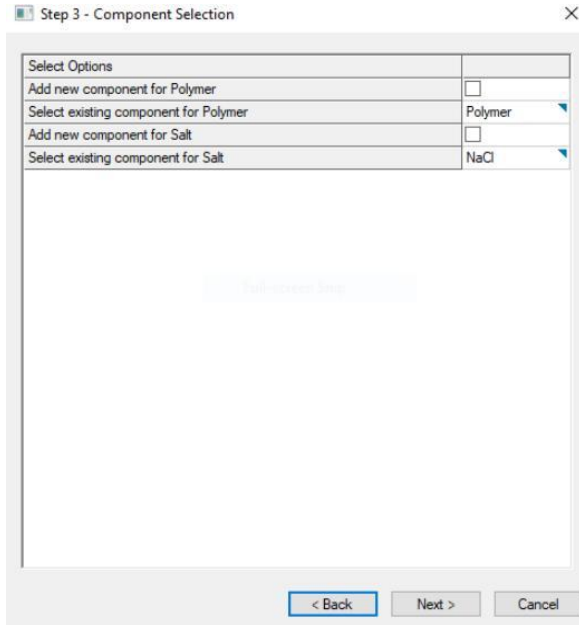 Step 3 - Component Selection
Select Options
Add new component for Polymer
Select existing component for Polymer Polymer
Add new component for Salt
Select existing component for Salt NaCl
< Back Next > Cancel